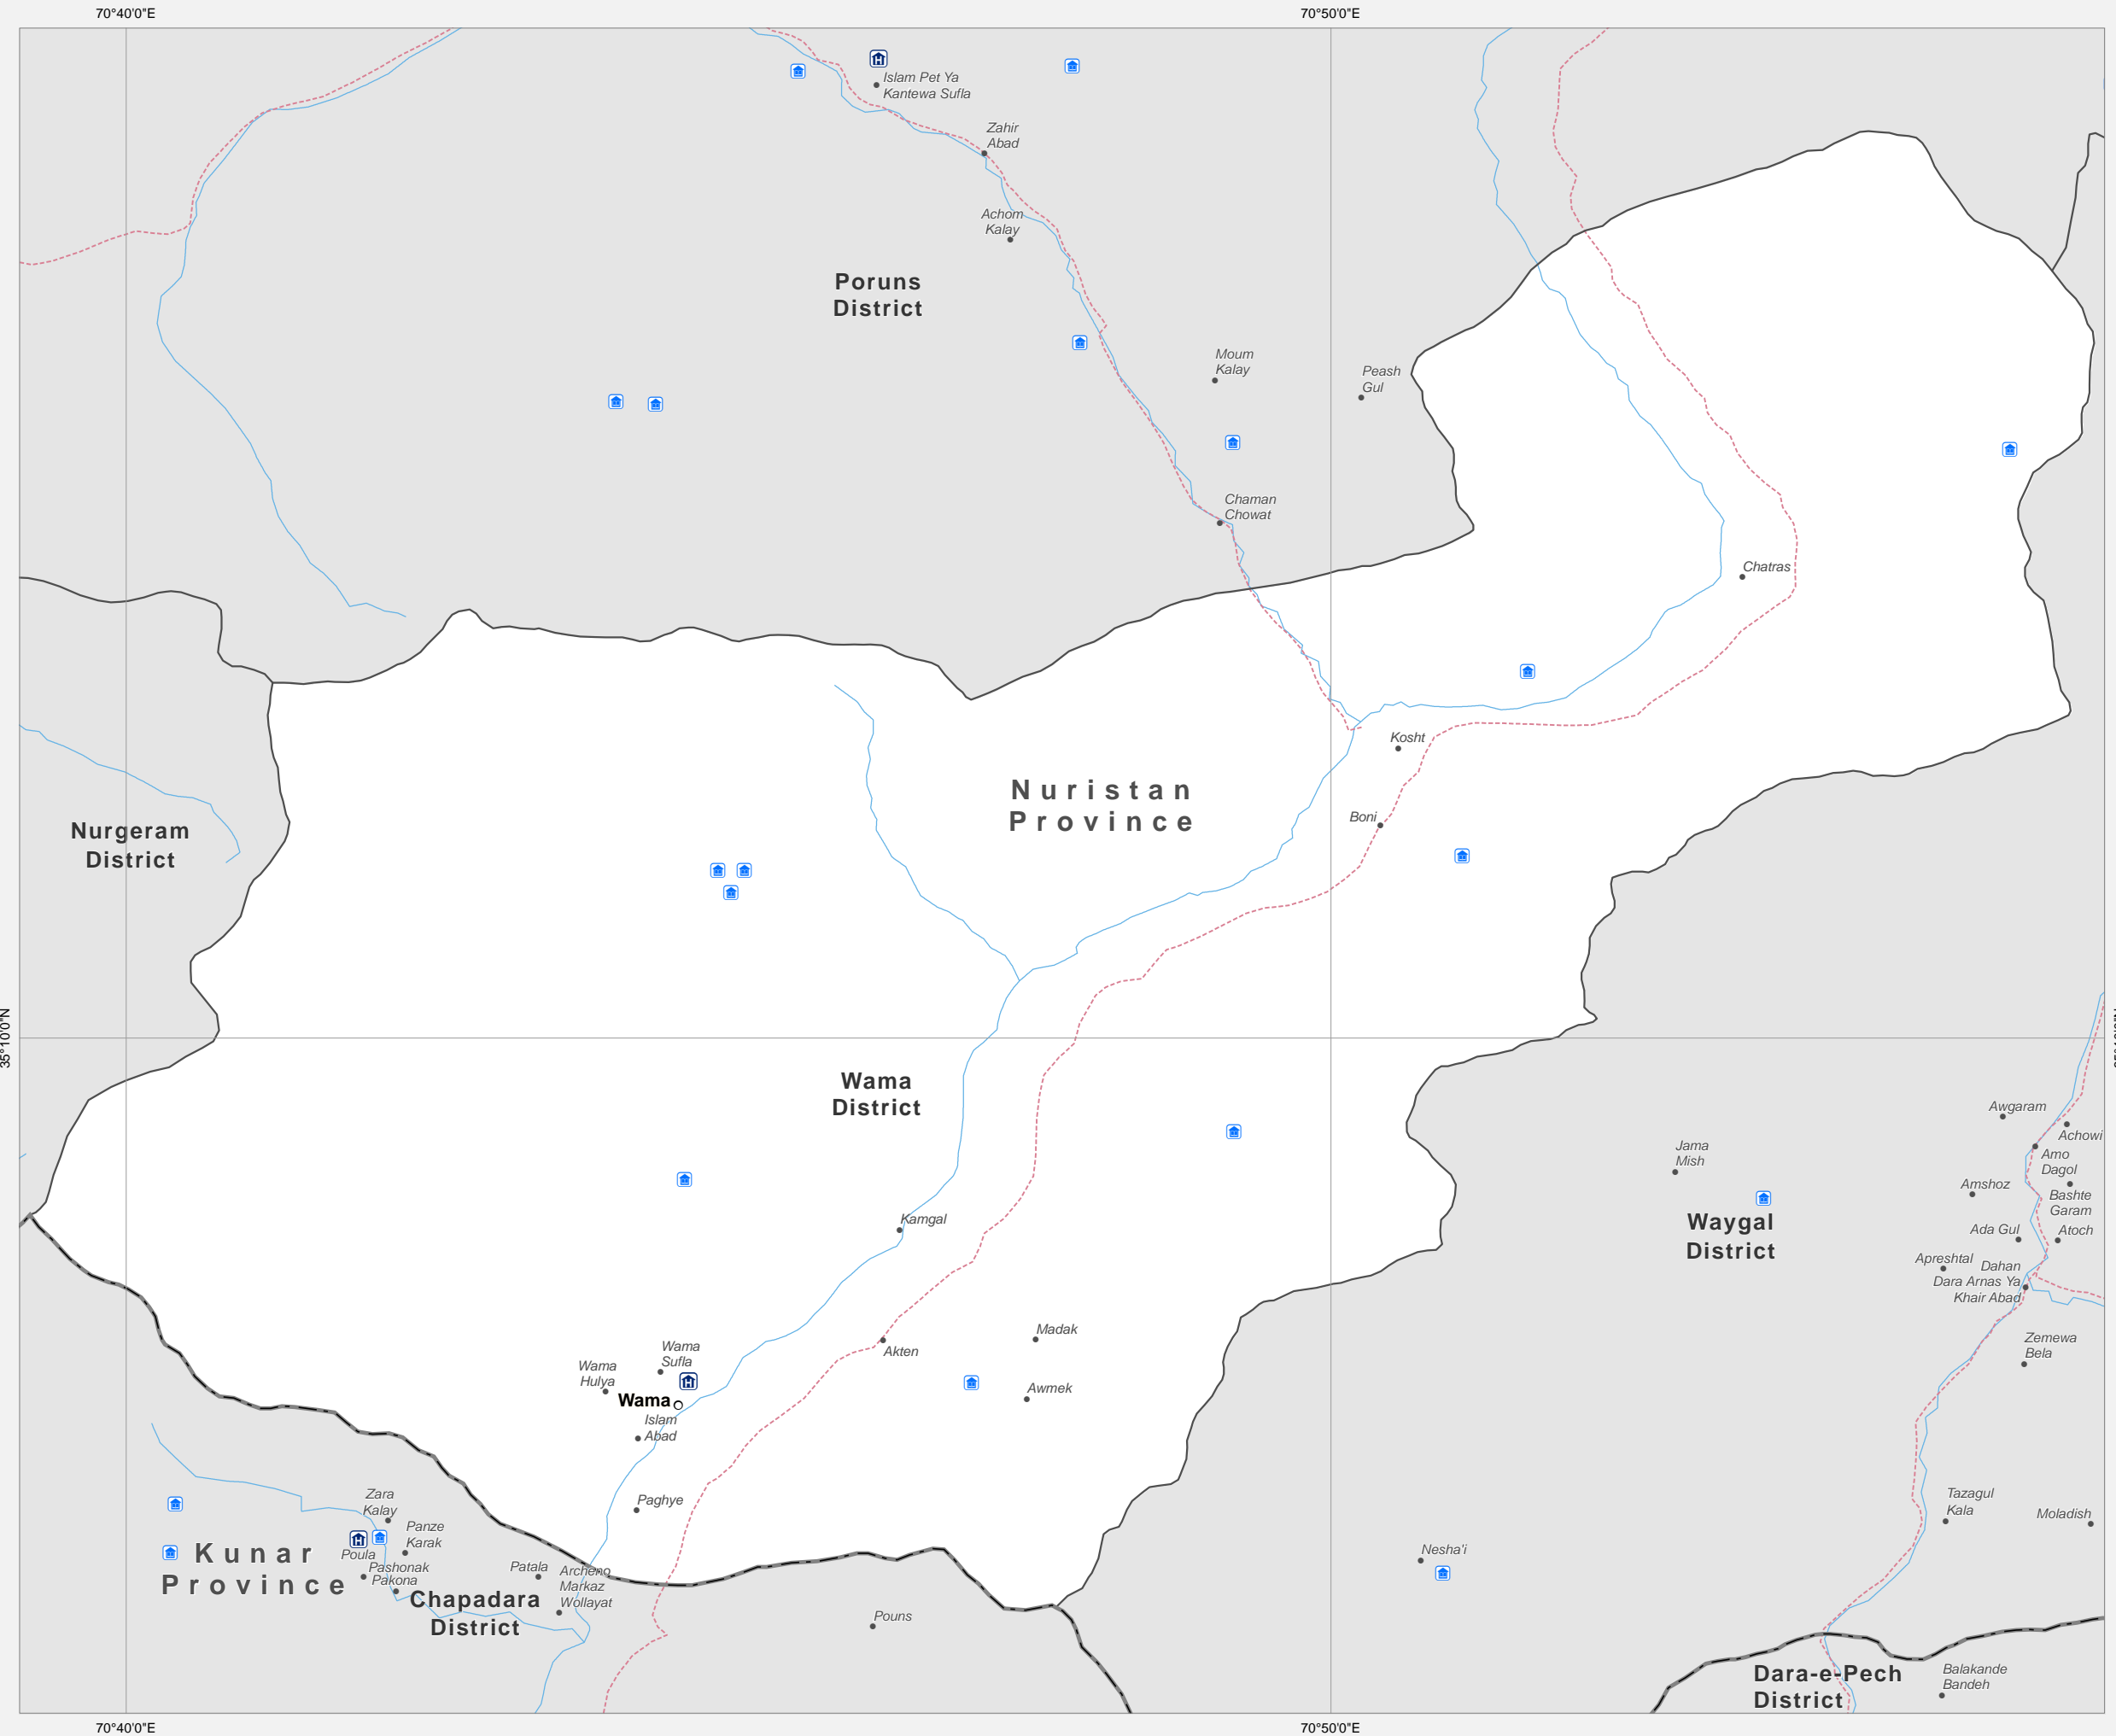 70°40'0"E
70°50'0"E
Islam Pet Ya
Kantewa Sufla
Zahir
Abad
Achom
Kalay
Poruns
District
Moum
Kalay
Peash
Gul
Chaman
Chowat
Chatras
Kosht
Nuristan
Province
Boni
Nurgeram
District
35°10'0"N
Wama
District
Awgaram
Achowi
Jama
Mish
Amo
Dagol
Amshoz
Bashte
Garam
Waygal
District
Kamgal
Ada Gul
Atoch
Apreshtal
Dahan
Dara Arnas Ya
Khair Abad
Madak
Akten
Zemewa
Bela
Wama
Sufla
Wama
Hulya
Wama
Awmek
Islam
Abad
Zara
Kalay
Paghye
Tazagul
Kala
Moladish
Panze
Karak
Kunar
Province
Poula
Pashonak
Pakona
Patala
Archeno
Markaz
Wollayat
Nesha'i
Chapadara
District
Pouns
Dara-e-Pech
District
Balakande
Bandeh
70°40'0"E
70°50'0"E